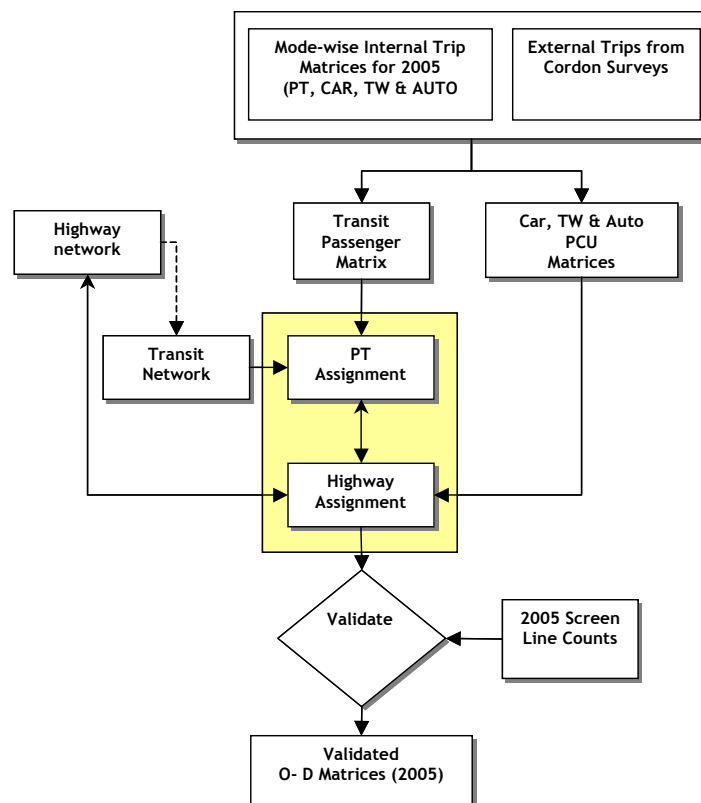 Mode-wise Internal Trip
Matrices for 2005
(PT, CAR, TW & AUTO
External Trips from
Cordon Surveys
Highway
network
Transit
Passenger
Matrix
Car, TW & Auto
PCU
Matrices
Transit
Network
PT
Assignment
Highway
Assignment
Validate
2005 Screen
Line Counts
Validated
O- D Matrices (2005)